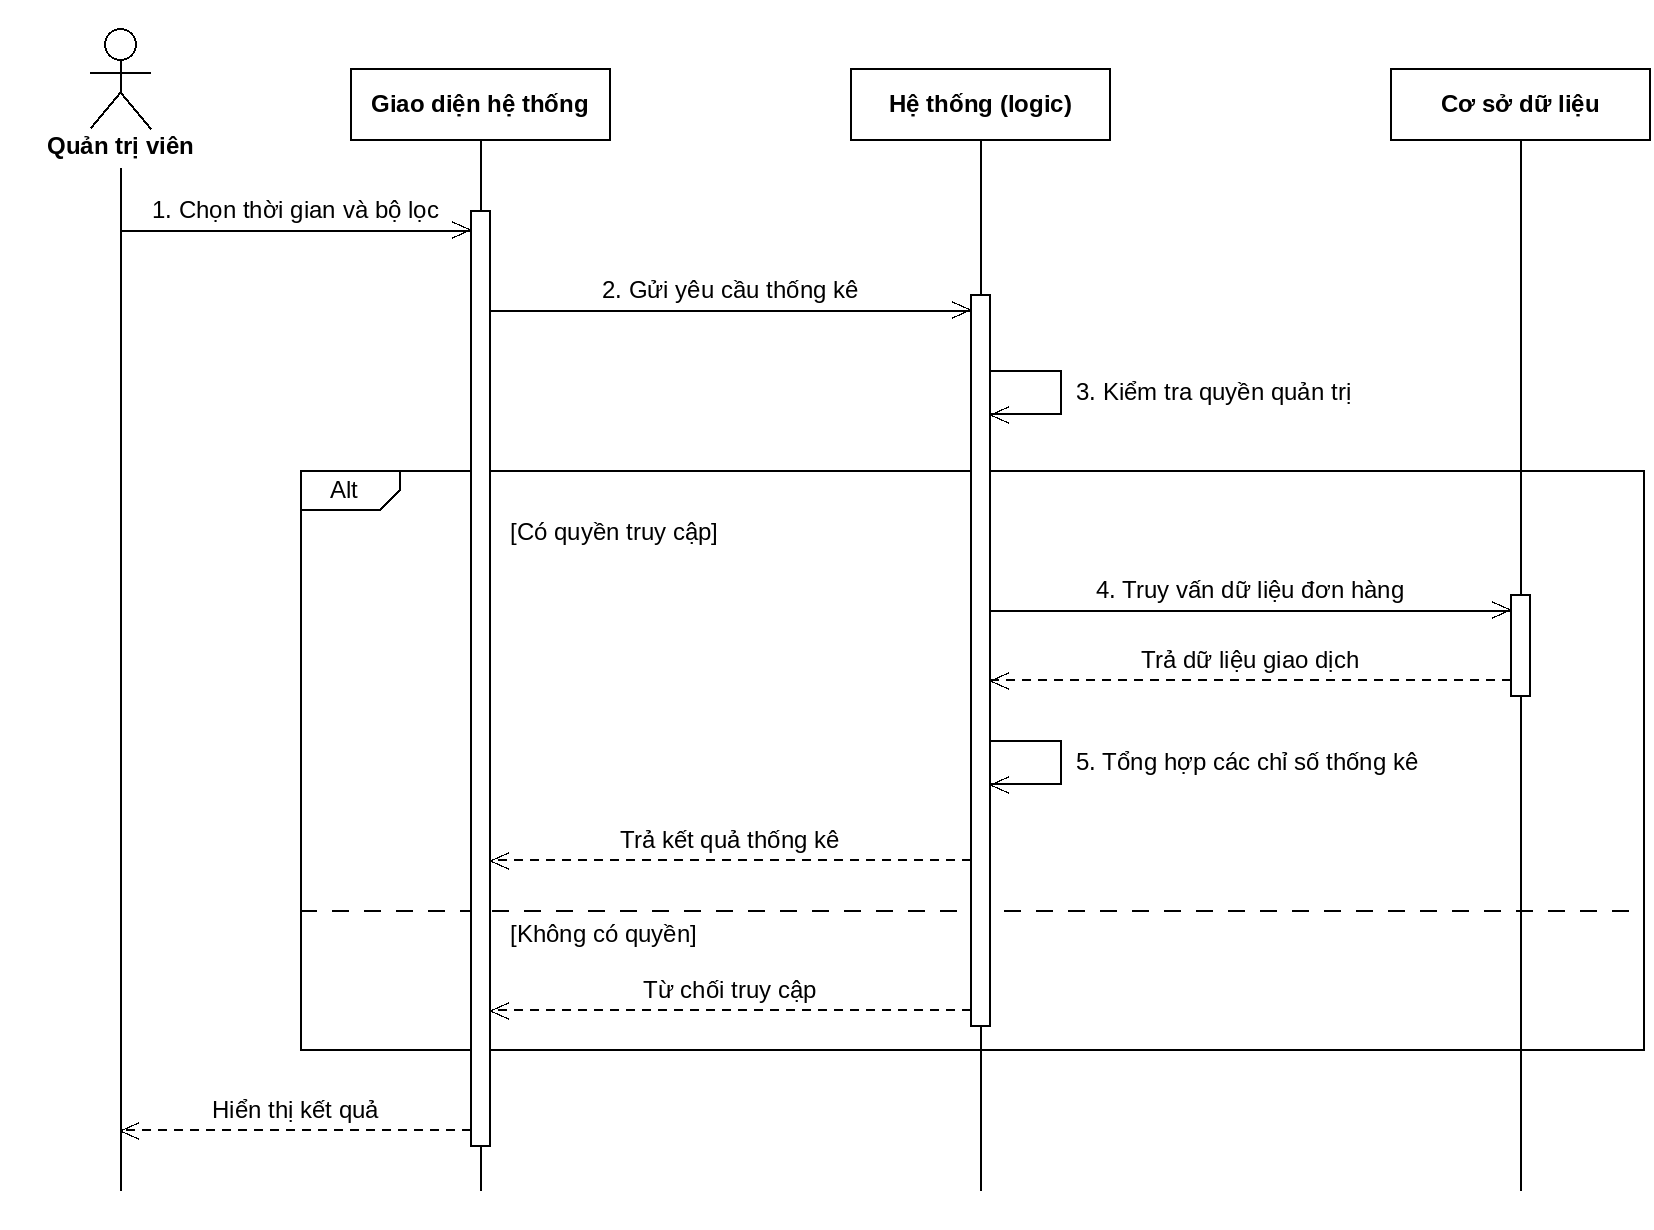 Quản trị viên
Giao diện hệ thống
Hệ thống (logic)
Cơ sở dữ liệu
1. Chọn thời gian và bộ lọc
2. Gửi yêu cầu thống kê
3. Kiểm tra quyền quản trị
Alt
[Có quyền truy cập]
4. Truy vấn dữ liệu đơn hàng
Trả dữ liệu giao dịch
5. Tổng hợp các chỉ số thống kê
Trả kết quả thống kê
[Không có quyền]
Từ chối truy cập
Hiển thị kết quả